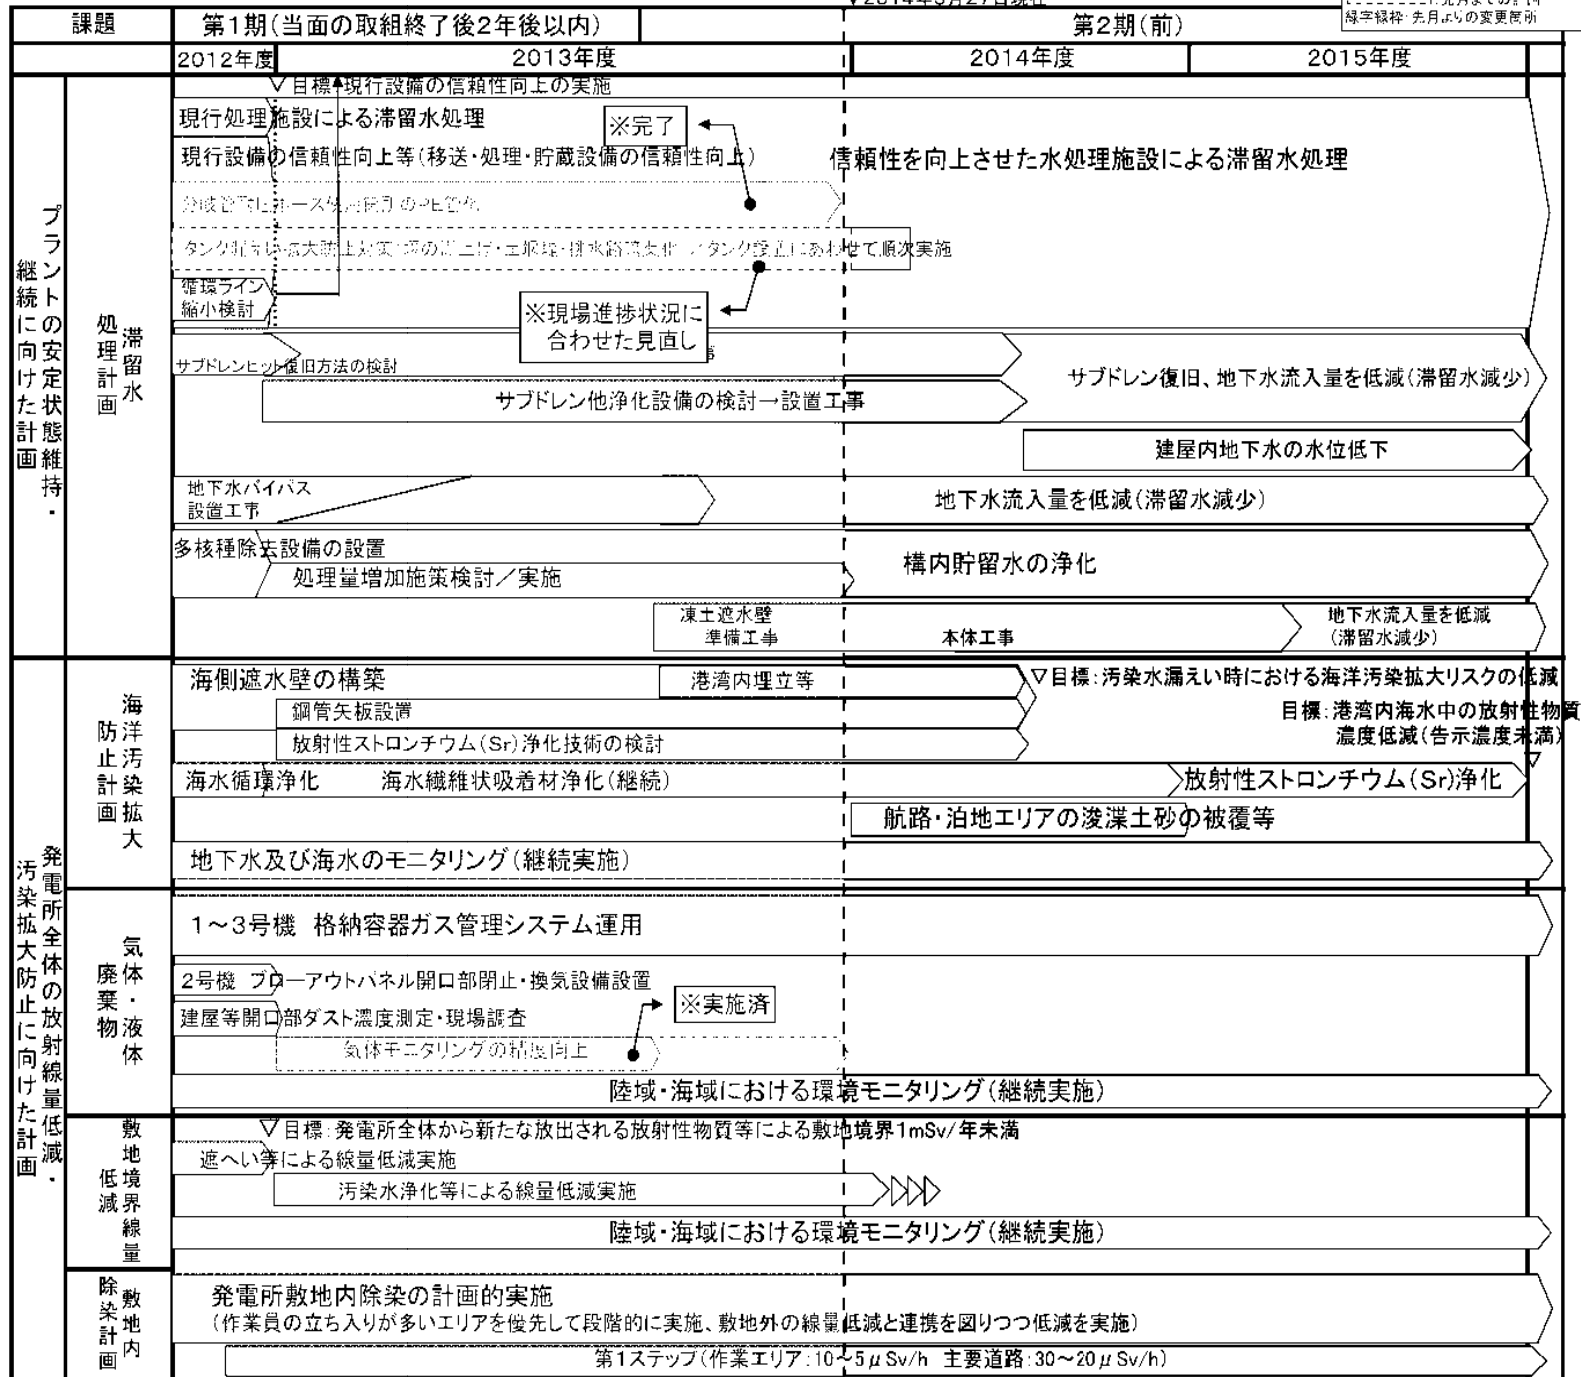 2014年3月27日現在
緑字緑枠:先月よりの変更箇所
課題
第1期(当面の取組終了後2年後以内)
第2期(前)
2012年度
2013年度
2014年度
2015年度
プラントの安定状態維持・
継続に向けた計画
滞留水
処理計画
▽目標 現行設備の信頼性向上の実施
現行処理施設による滞留水処理
※完了
現行設備の信頼性向上等(移送・処理・貯蔵設備の信頼性向上)
信頼性を向上させた水処理施設による滞留水処理
にあわせて順次実施
循環ライン
縮小検討
※現場進捗状況に
合わせた見直し
サブドレンピット復旧方法の検討
サブドレン復旧、地下水流入量を低減(滞留水減少)
サブドレン他浄化設備の検討→設置工事
建屋内地下水の水位低下
地下水バイパス
設置工事
地下水流入量を低減(滞留水減少)
多核種除去設備の設置
処理量増加施策検討/実施
構内貯留水の浄化
凍土遮水壁
準備工事
本体工事
地下水流入量を低減
(滞留水減少)
発電所全体の放射線量低減・
汚染拡大防止に向けた計画
海洋汚染拡大
防止計画
海側遮水壁の構築
港湾内埋立等
▽目標:汚染水漏えい時における海洋汚染拡大リスクの低減
鋼管矢板設置
目標:港湾内海水中の放射性物質
濃度低減(告示濃度未満)
▽
放射性ストロンチウム(Sr)浄化技術の検討
海水循環浄化
海水繊維状吸着材浄化(継続)
放射性ストロンチウム(Sr)浄化
航路・泊地エリアの浚渫土砂の被覆等
地下水及び海水のモニタリング(継続実施)
気体・液体
廃棄物
1~3号機 格納容器ガス管理システム運用
2号機 ブローアウトパネル開口部閉止・換気設備設置
※実施済
建屋等開口部ダスト濃度測定・現場調査
気体モニタリングの精度向上
陸域・海域における環境モニタリング(継続実施)
敷地境界線量
低減
▽目標:発電所全体から新たな放出される放射性物質等による敷地境界1mSv/年未満
遮へい等による線量低減実施
汚染水浄化等による線量低減実施
陸域・海域における環境モニタリング(継続実施)
敷地内
除染計画
発電所敷地内除染の計画的実施
(作業員の立ち入りが多いエリアを優先して段階的に実施、敷地外の線量低減と連携を図りつつ低減を実施)
第1ステップ(作業エリア:10~5μSv/h 主要道路:30~20μSv/h)